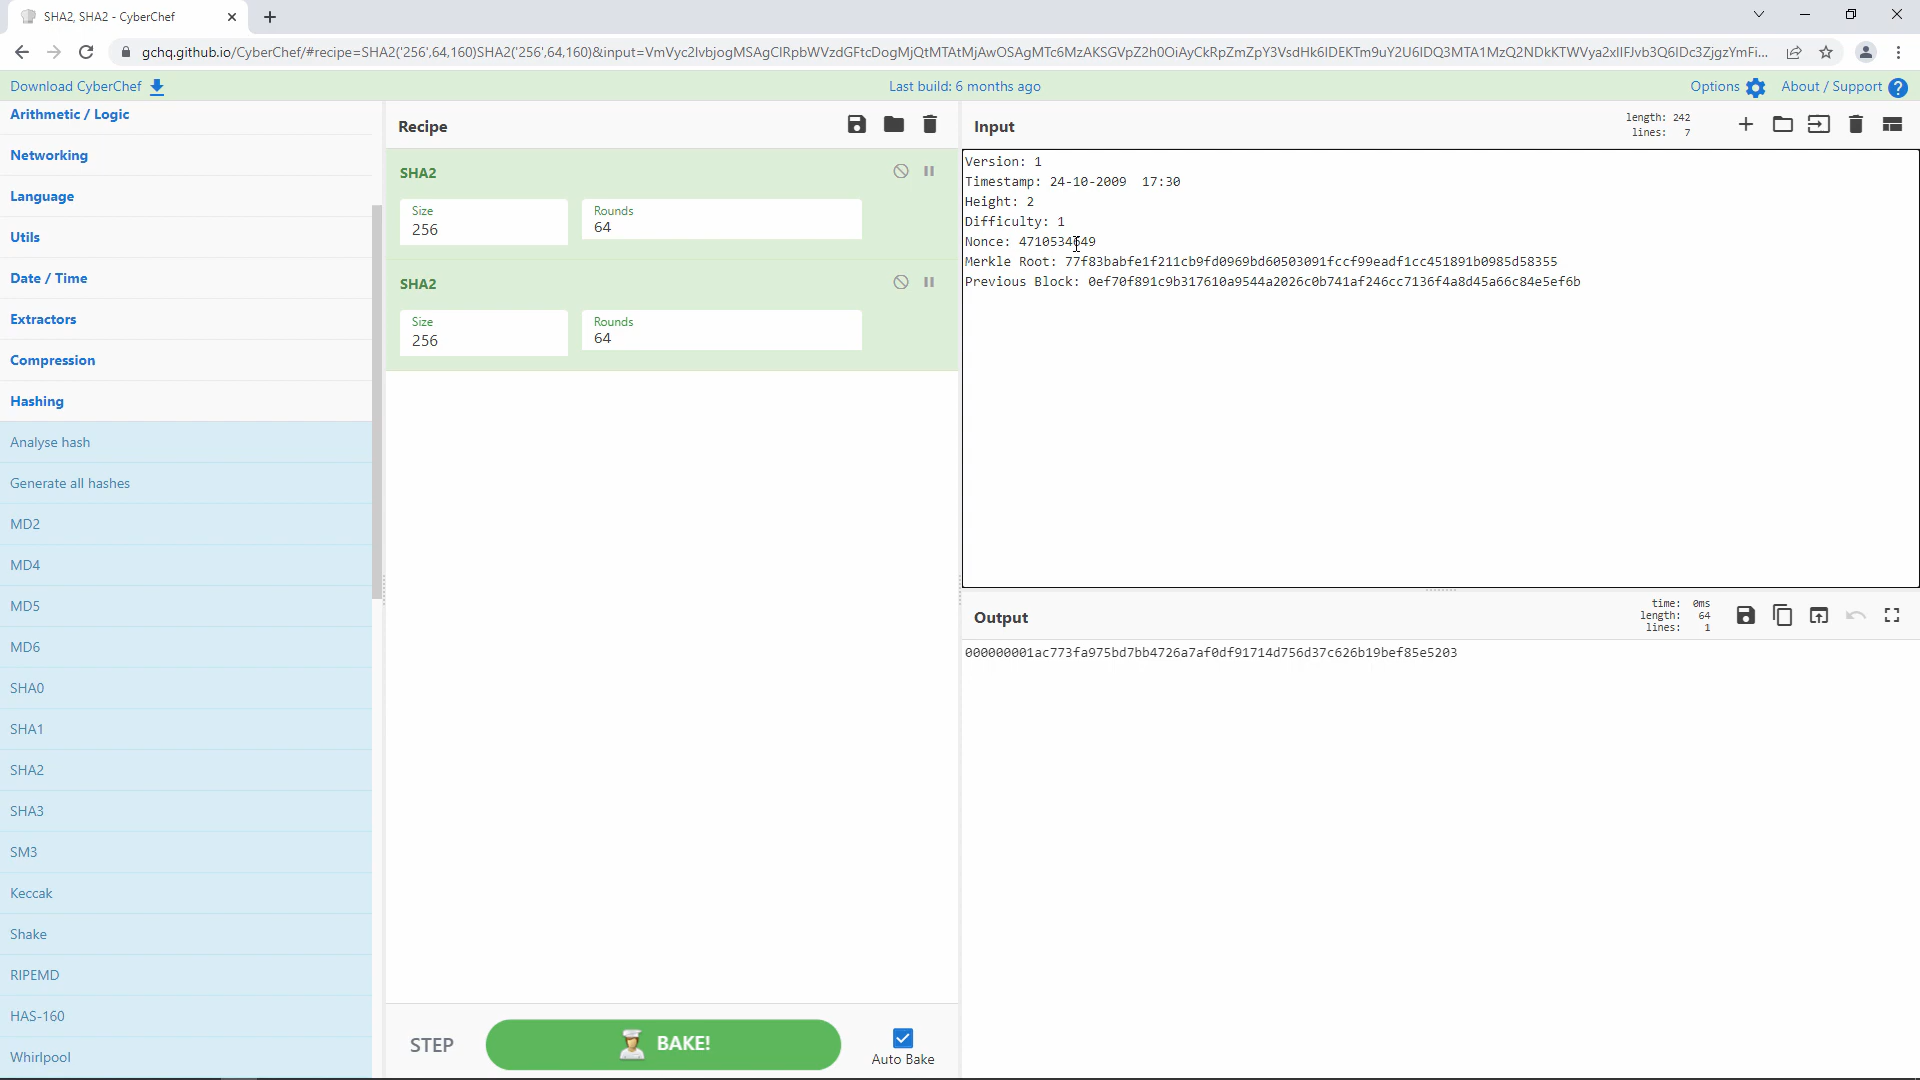 SHA2, SHA2 - CyberChef
gchq.github.io/CyberChef/#recipe=SHA2('256',64,160)SHA2('256',64,160)&input=VmVyc2lvbjogMSAgClRpbWVzdGFtcDogMjQtMTAtMjAwOSAgMTc6MzAKSGVpZ2h0OiAyCkRpZmZpY3VsdHk6IDEKTm9uY2U6IDQ3MTA1MzQ2NDkKTWVya2xlIFJvb3Q6IDc3ZjgzYmFi...
Download CyberChef
Last build: 6 months ago
Options
About / Support
Arithmetic / Logic
Networking
Language
Utils
Date / Time
Extractors
Compression
Hashing
Analyse hash
Generate all hashes
MD2
MD4
MD5
MD6
SHA0
SHA1
SHA2
SHA3
SM3
Keccak
Shake
RIPEMD
HAS-160
Whirlpool
Recipe
SHA2
Size
256
Rounds
64
SHA2
Size
256
Rounds
64
STEP
BAKE!
Auto Bake
Input
length: 242
lines: 7
Version: 1
Timestamp: 24-10-2009  17:30
Height: 2
Difficulty: 1
Nonce: 4710534649
Merkle Root: 77f83babfe1f211cb9fd0969bd60503091fccf99eadf1cc451891b0985d58355
Previous Block: 0ef70f891c9b317610a9544a2026c0b741af246cc7136f4a8d45a66c84e5ef6b
Output
time: 0ms
length: 64
lines: 1
000000001ac773fa975bd7bb4726a7af0df91714d756d37c626b19bef85e5203